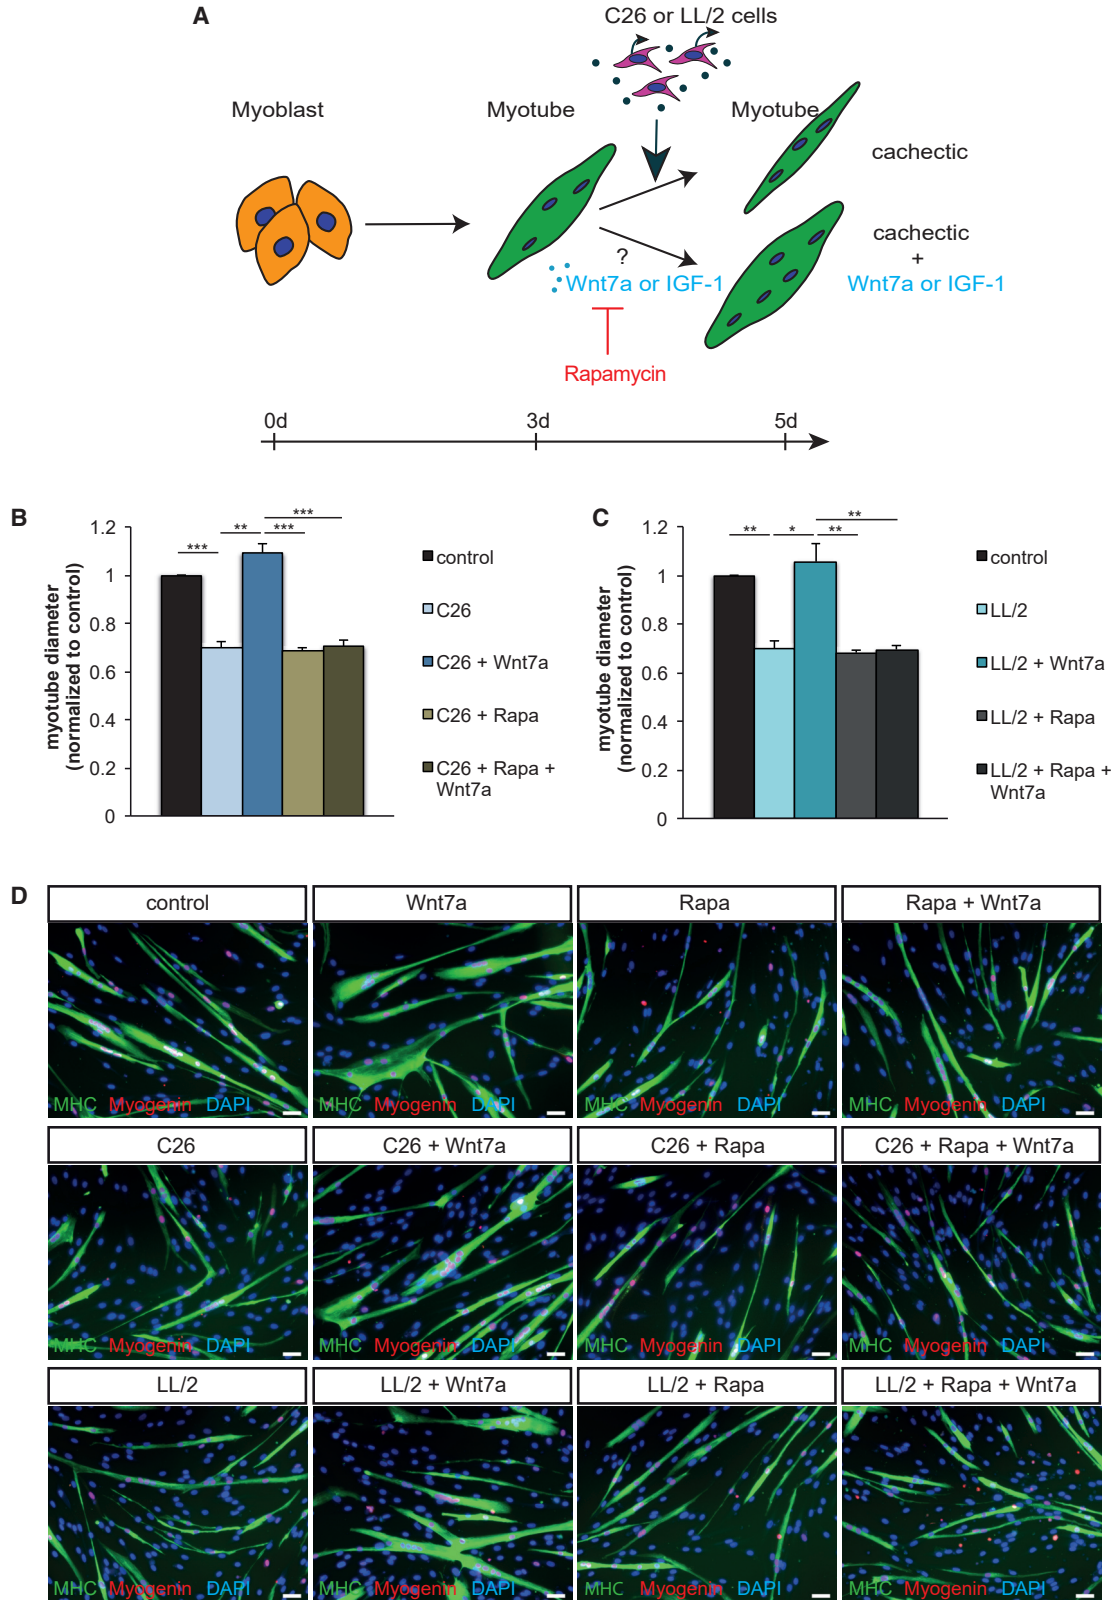 A
C26 or LL/2 cells
Myoblast
Myotube
Myotube
cachectic
cachectic
+
Wnt7a or IGF-1
?
Wnt7a or IGF-1
Rapamycin
0d
3d
5d
B
myotube diameter
(normalized to control)
1.2
1
0.8
0.6
0.4
0.2
0
***
**
***
***
control
C26
C26 + Wnt7a
C26 + Rapa
C26 + Rapa +
Wnt7a
C
myotube diameter
(normalized to control)
1.2
1
0.8
0.6
0.4
0.2
0
**
*
**
**
control
LL/2
LL/2 + Wnt7a
LL/2 + Rapa
LL/2 + Rapa +
Wnt7a
D
control
Wnt7a
Rapa
Rapa + Wnt7a
MHC Myogenin DAPI
MHC Myogenin DAPI
MHC Myogenin DAPI
MHC Myogenin DAPI
C26
C26 + Wnt7a
C26 + Rapa
C26 + Rapa + Wnt7a
MHC Myogenin DAPI
MHC Myogenin DAPI
MHC Myogenin DAPI
MHC Myogenin DAPI
LL/2
LL/2 + Wnt7a
LL/2 + Rapa
LL/2 + Rapa + Wnt7a
MHC Myogenin DAPI
MHC Myogenin DAPI
MHC Myogenin DAPI
MHC Myogenin DAPI